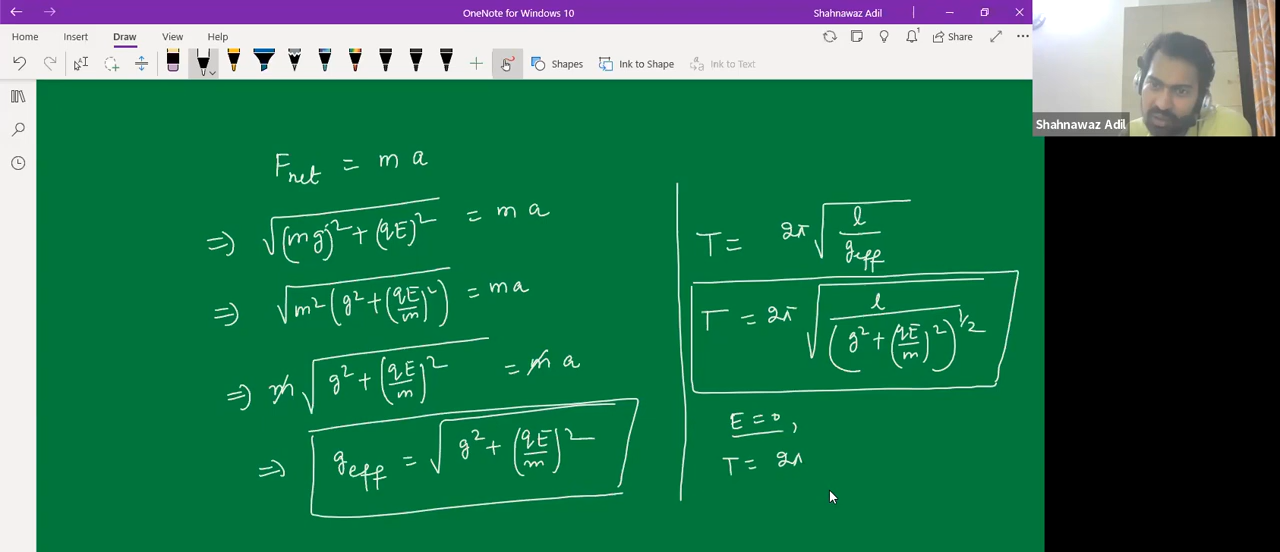 OneNote for Windows 10
Shahnawaz Adil
Home Insert Draw View Help
Share
Shapes Ink to Shape Ink to Text
Shahnawaz Adil
F_net = m a
⇒ √((mg)² + (qE)²) = m a
⇒ √(m² (g² + (qE/m)²)) = ma
⇒ m √(g² + (qE/m)²) = m a
⇒ g_eff = √(g² + (qE/m)²)
T = 2π √(l/g_eff)
T = 2π √(l/(g² + (qE/m)²)^1/2)
E = 0,
T = 2π